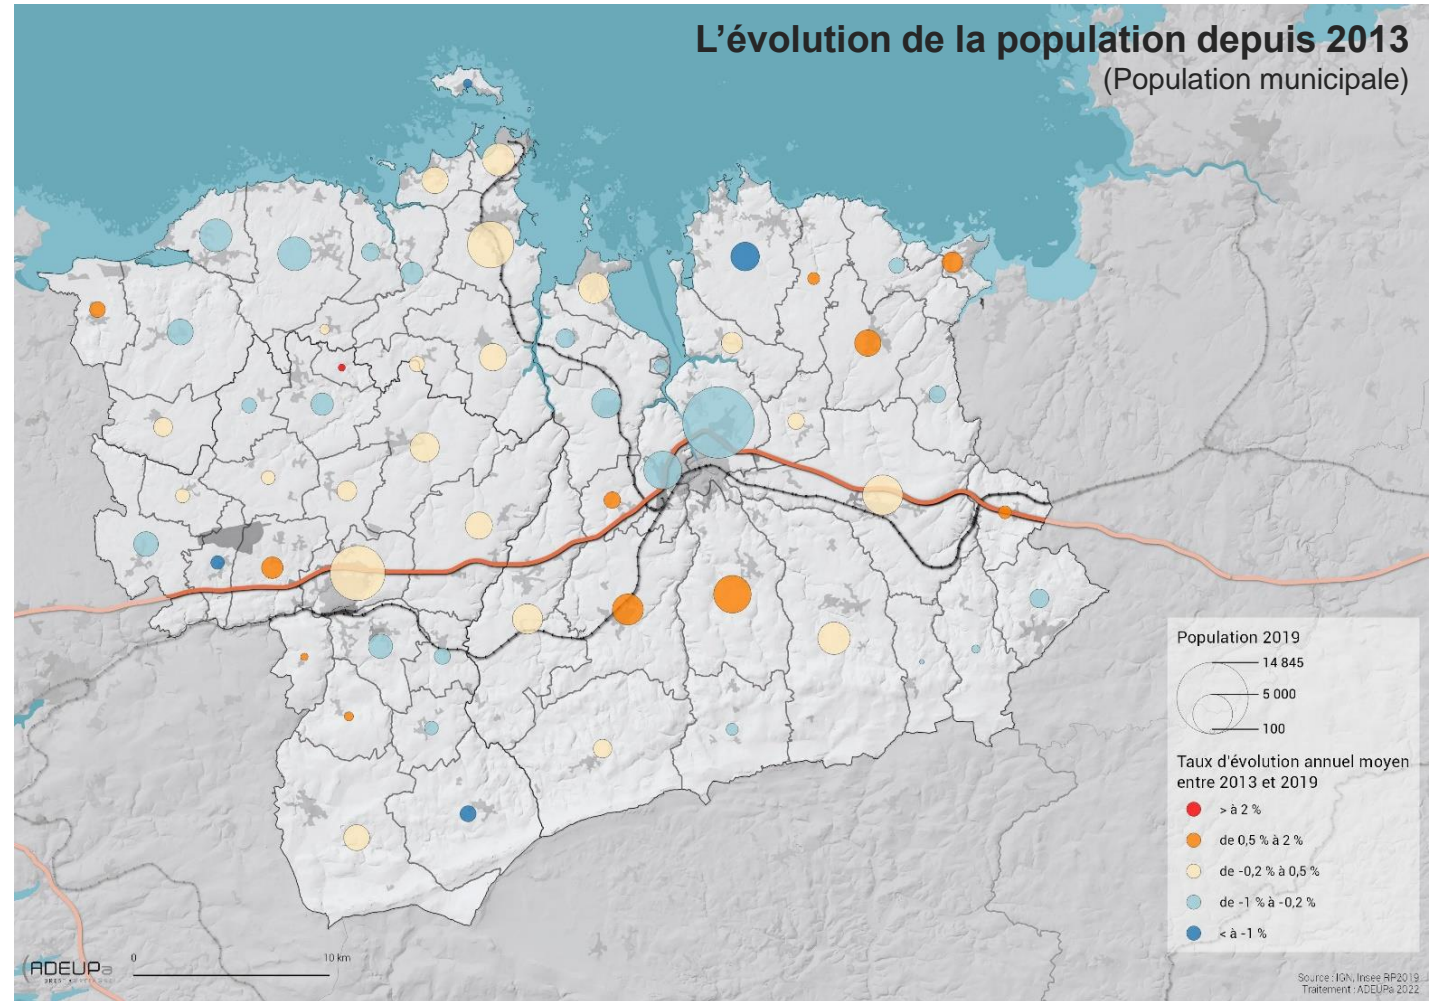 L'évolution de la population depuis 2013
(Population municipale)
Population 2019
14 845
5 000
100
Taux d'évolution annuel moyen
entre 2013 et 2019
> à 2 %
de 0,5 % à 2 %
de -0,2 % à 0,5 %
de -1 % à -0,2 %
< à -1 %
ADEUPa
0
10 km
Source : IGN, Insee RP2019
Traitement : ADEUPa 2022